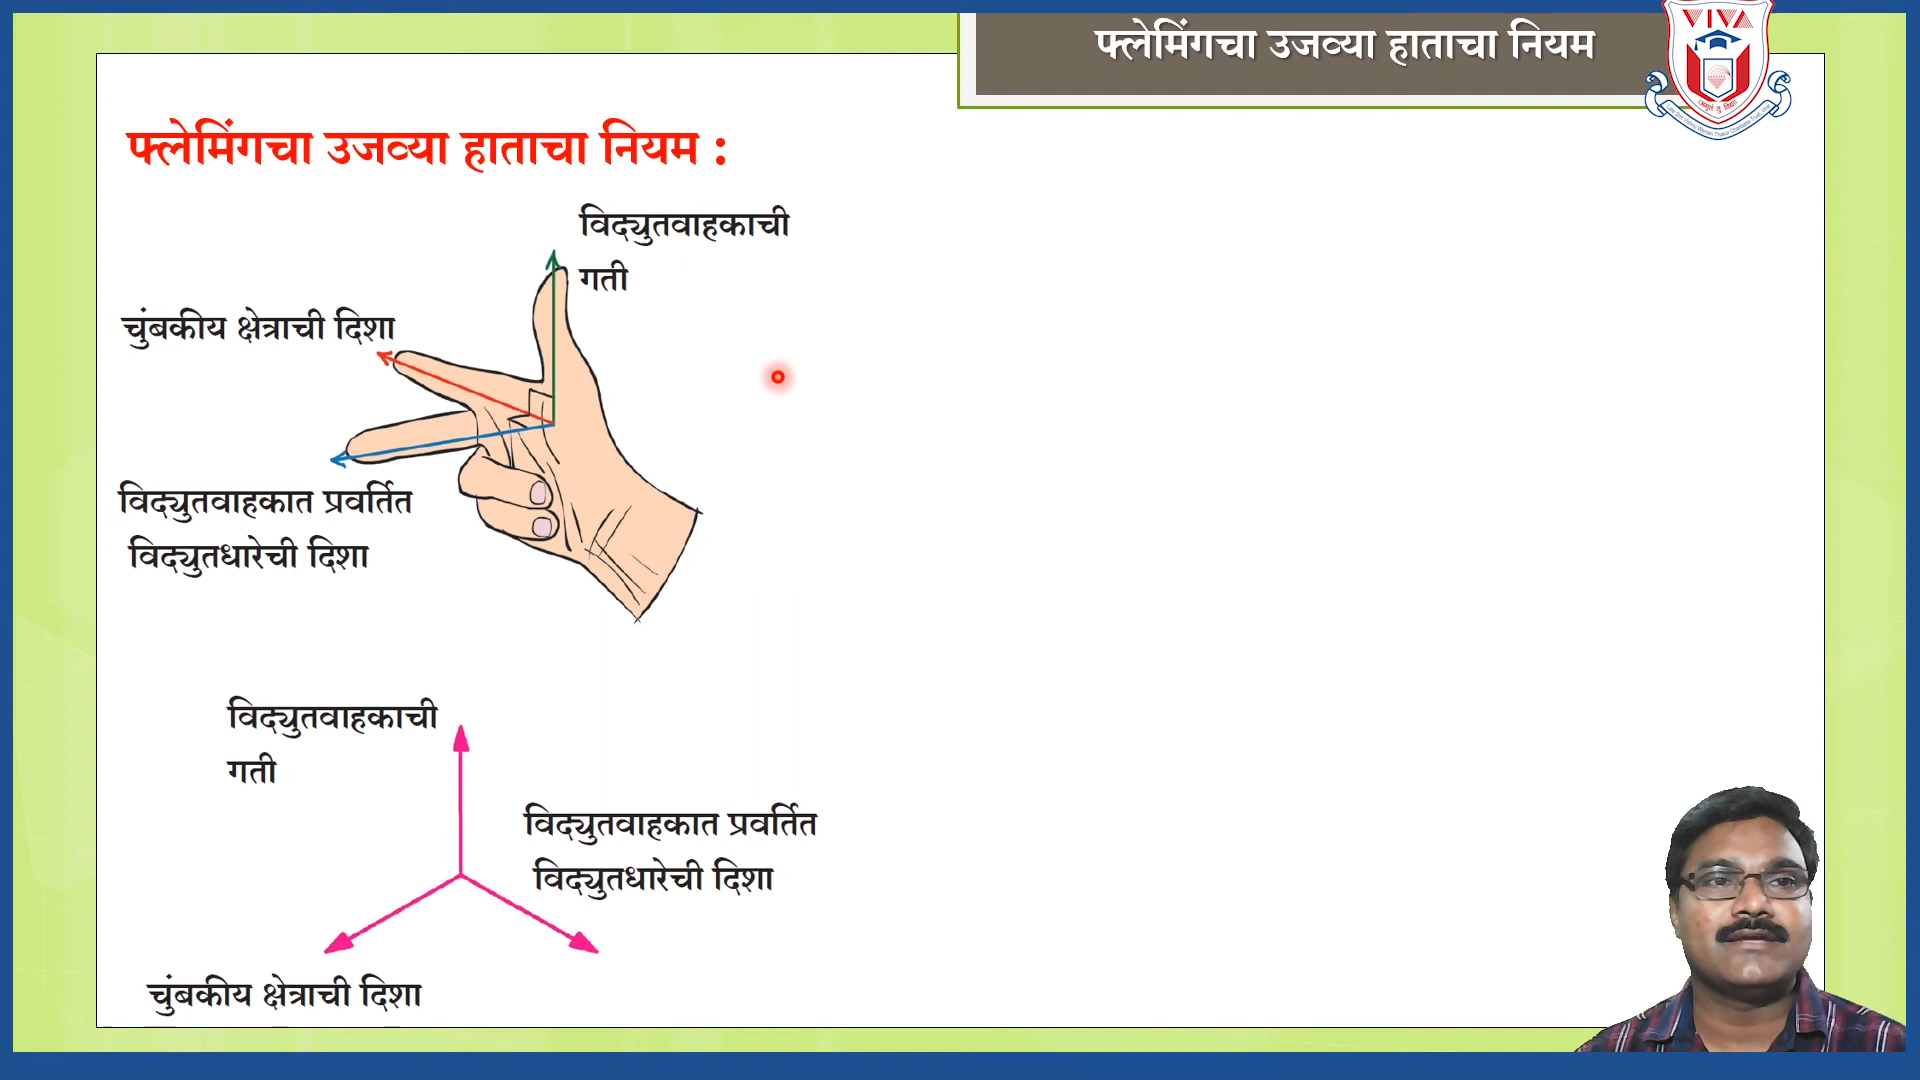 फ्लेमिंगचा उजव्या हाताचा नियम
VIVA
फ्लेमिंगचा उजव्या हाताचा नियम :
विद्युतवाहकाची
गती
चुंबकीय क्षेत्राची दिशा
विद्युतवाहकात प्रवर्तित
विद्युतधारेची दिशा
विद्युतवाहकाची
गती
विद्युतवाहकात प्रवर्तित
विद्युतधारेची दिशा
चुंबकीय क्षेत्राची दिशा